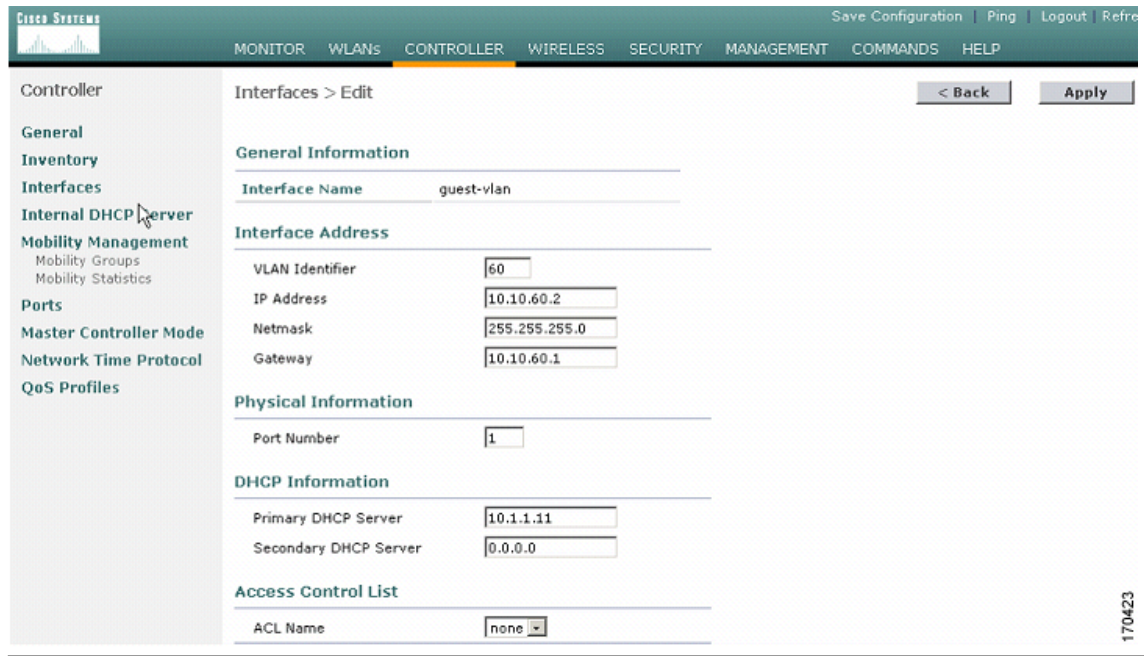 CISCO SYSTEMS
Save Configuration | Ping | Logout | Refre
MONITOR WLANs CONTROLLER WIRELESS SECURITY MANAGEMENT COMMANDS HELP
Controller
General
Inventory
Interfaces
Internal DHCP Server
Mobility Management
Mobility Groups
Mobility Statistics
Ports
Master Controller Mode
Network Time Protocol
QoS Profiles
Interfaces > Edit
< Back
Apply
General Information
Interface Name guest-vlan
Interface Address
VLAN Identifier 60
IP Address 10.10.60.2
Netmask 255.255.255.0
Gateway 10.10.60.1
Physical Information
Port Number 1
DHCP Information
Primary DHCP Server 10.1.1.11
Secondary DHCP Server 0.0.0.0
Access Control List
ACL Name none
170423